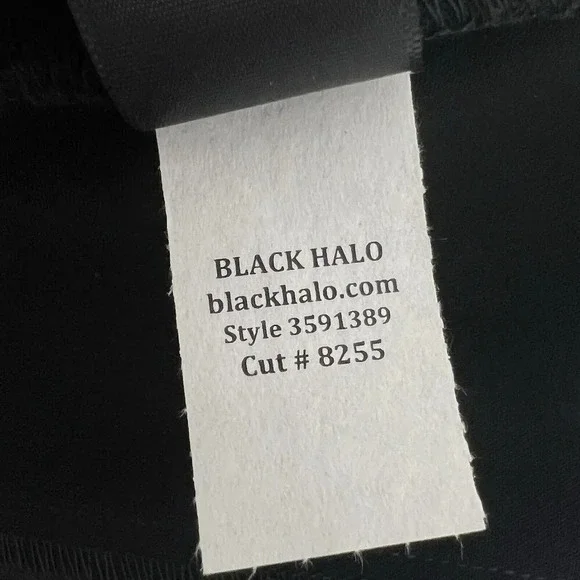 BLACK HALO
blackhalo.com
Style 3591389
Cut # 8255